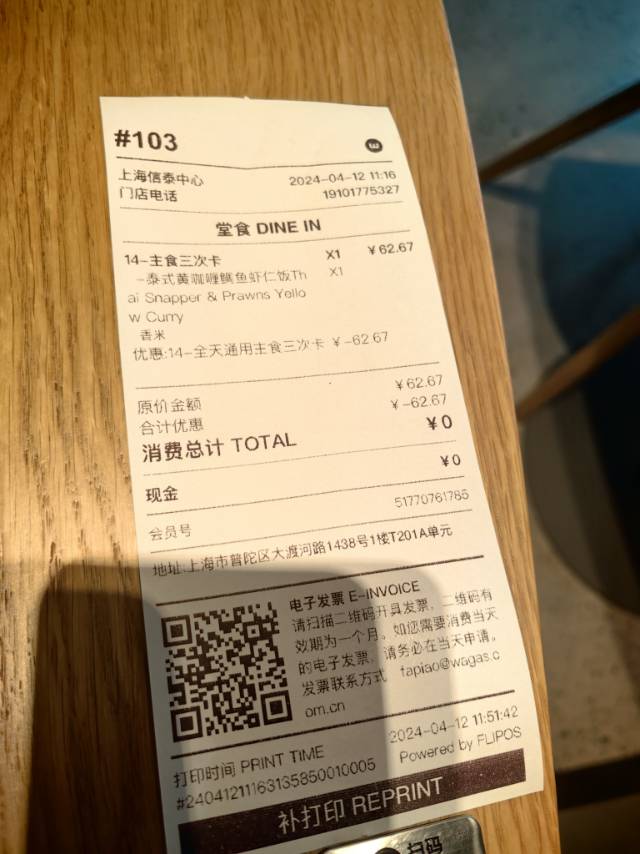 #103
上海信泰中心 2024-04-12 11:16
门店电话 19101775327
堂食 DINE IN
14-主食三次卡 X1 ¥62.67
-泰式黄咖喱鲷鱼虾仁饭Th X1
ai Snapper & Prawns Yello
w Curry
香米
优惠:14-全天通用主食三次卡 ¥-62.67
原价金额 ¥62.67
合计优惠 ¥-62.67
消费总计 TOTAL ¥0
现金 ¥0
会员号 51770761785
地址:上海市普陀区大渡河路1438号1楼T201A单元
电子发票 E-INVOICE
请扫描二维码开具发票，二维码有
效期为一个月。如您需要消费当天
的电子发票，请务必在当天申请。
发票联系方式 fapiao@wagas.c
om.cn
打印时间 PRINT TIME 2024-04-12 11:51:42
#24041211163135850010005 Powered by FLIPOS
补打印 REPRINT
扫码